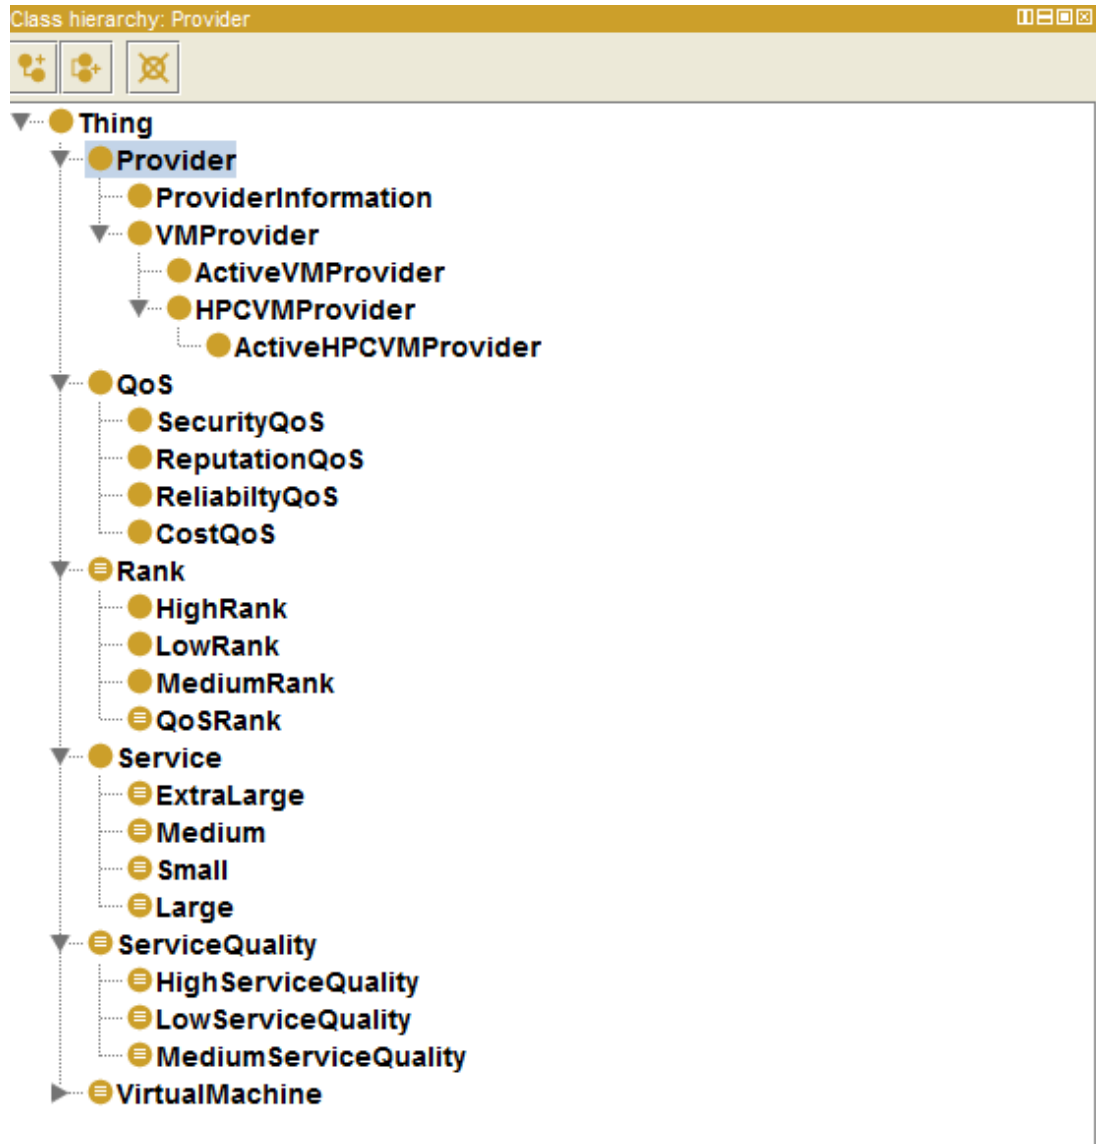 Class hierarchy: Provider
Thing
Provider
ProviderInformation
VMProvider
ActiveVMProvider
HPCVMProvider
ActiveHPCVMProvider
QoS
SecurityQoS
ReputationQoS
ReliabiltyQoS
CostQoS
Rank
HighRank
LowRank
MediumRank
QoSRank
Service
ExtraLarge
Medium
Small
Large
ServiceQuality
HighServiceQuality
LowServiceQuality
MediumServiceQuality
VirtualMachine